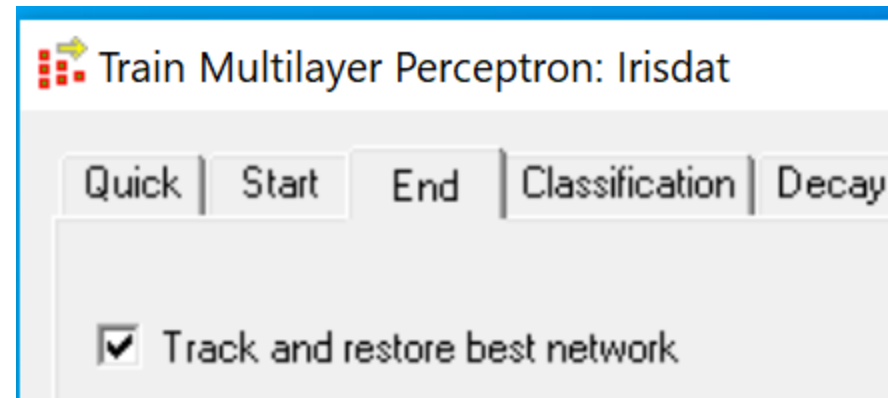 Train Multilayer Perceptron: Irisdat
Quick Start End Classification Decay
Track and restore best network